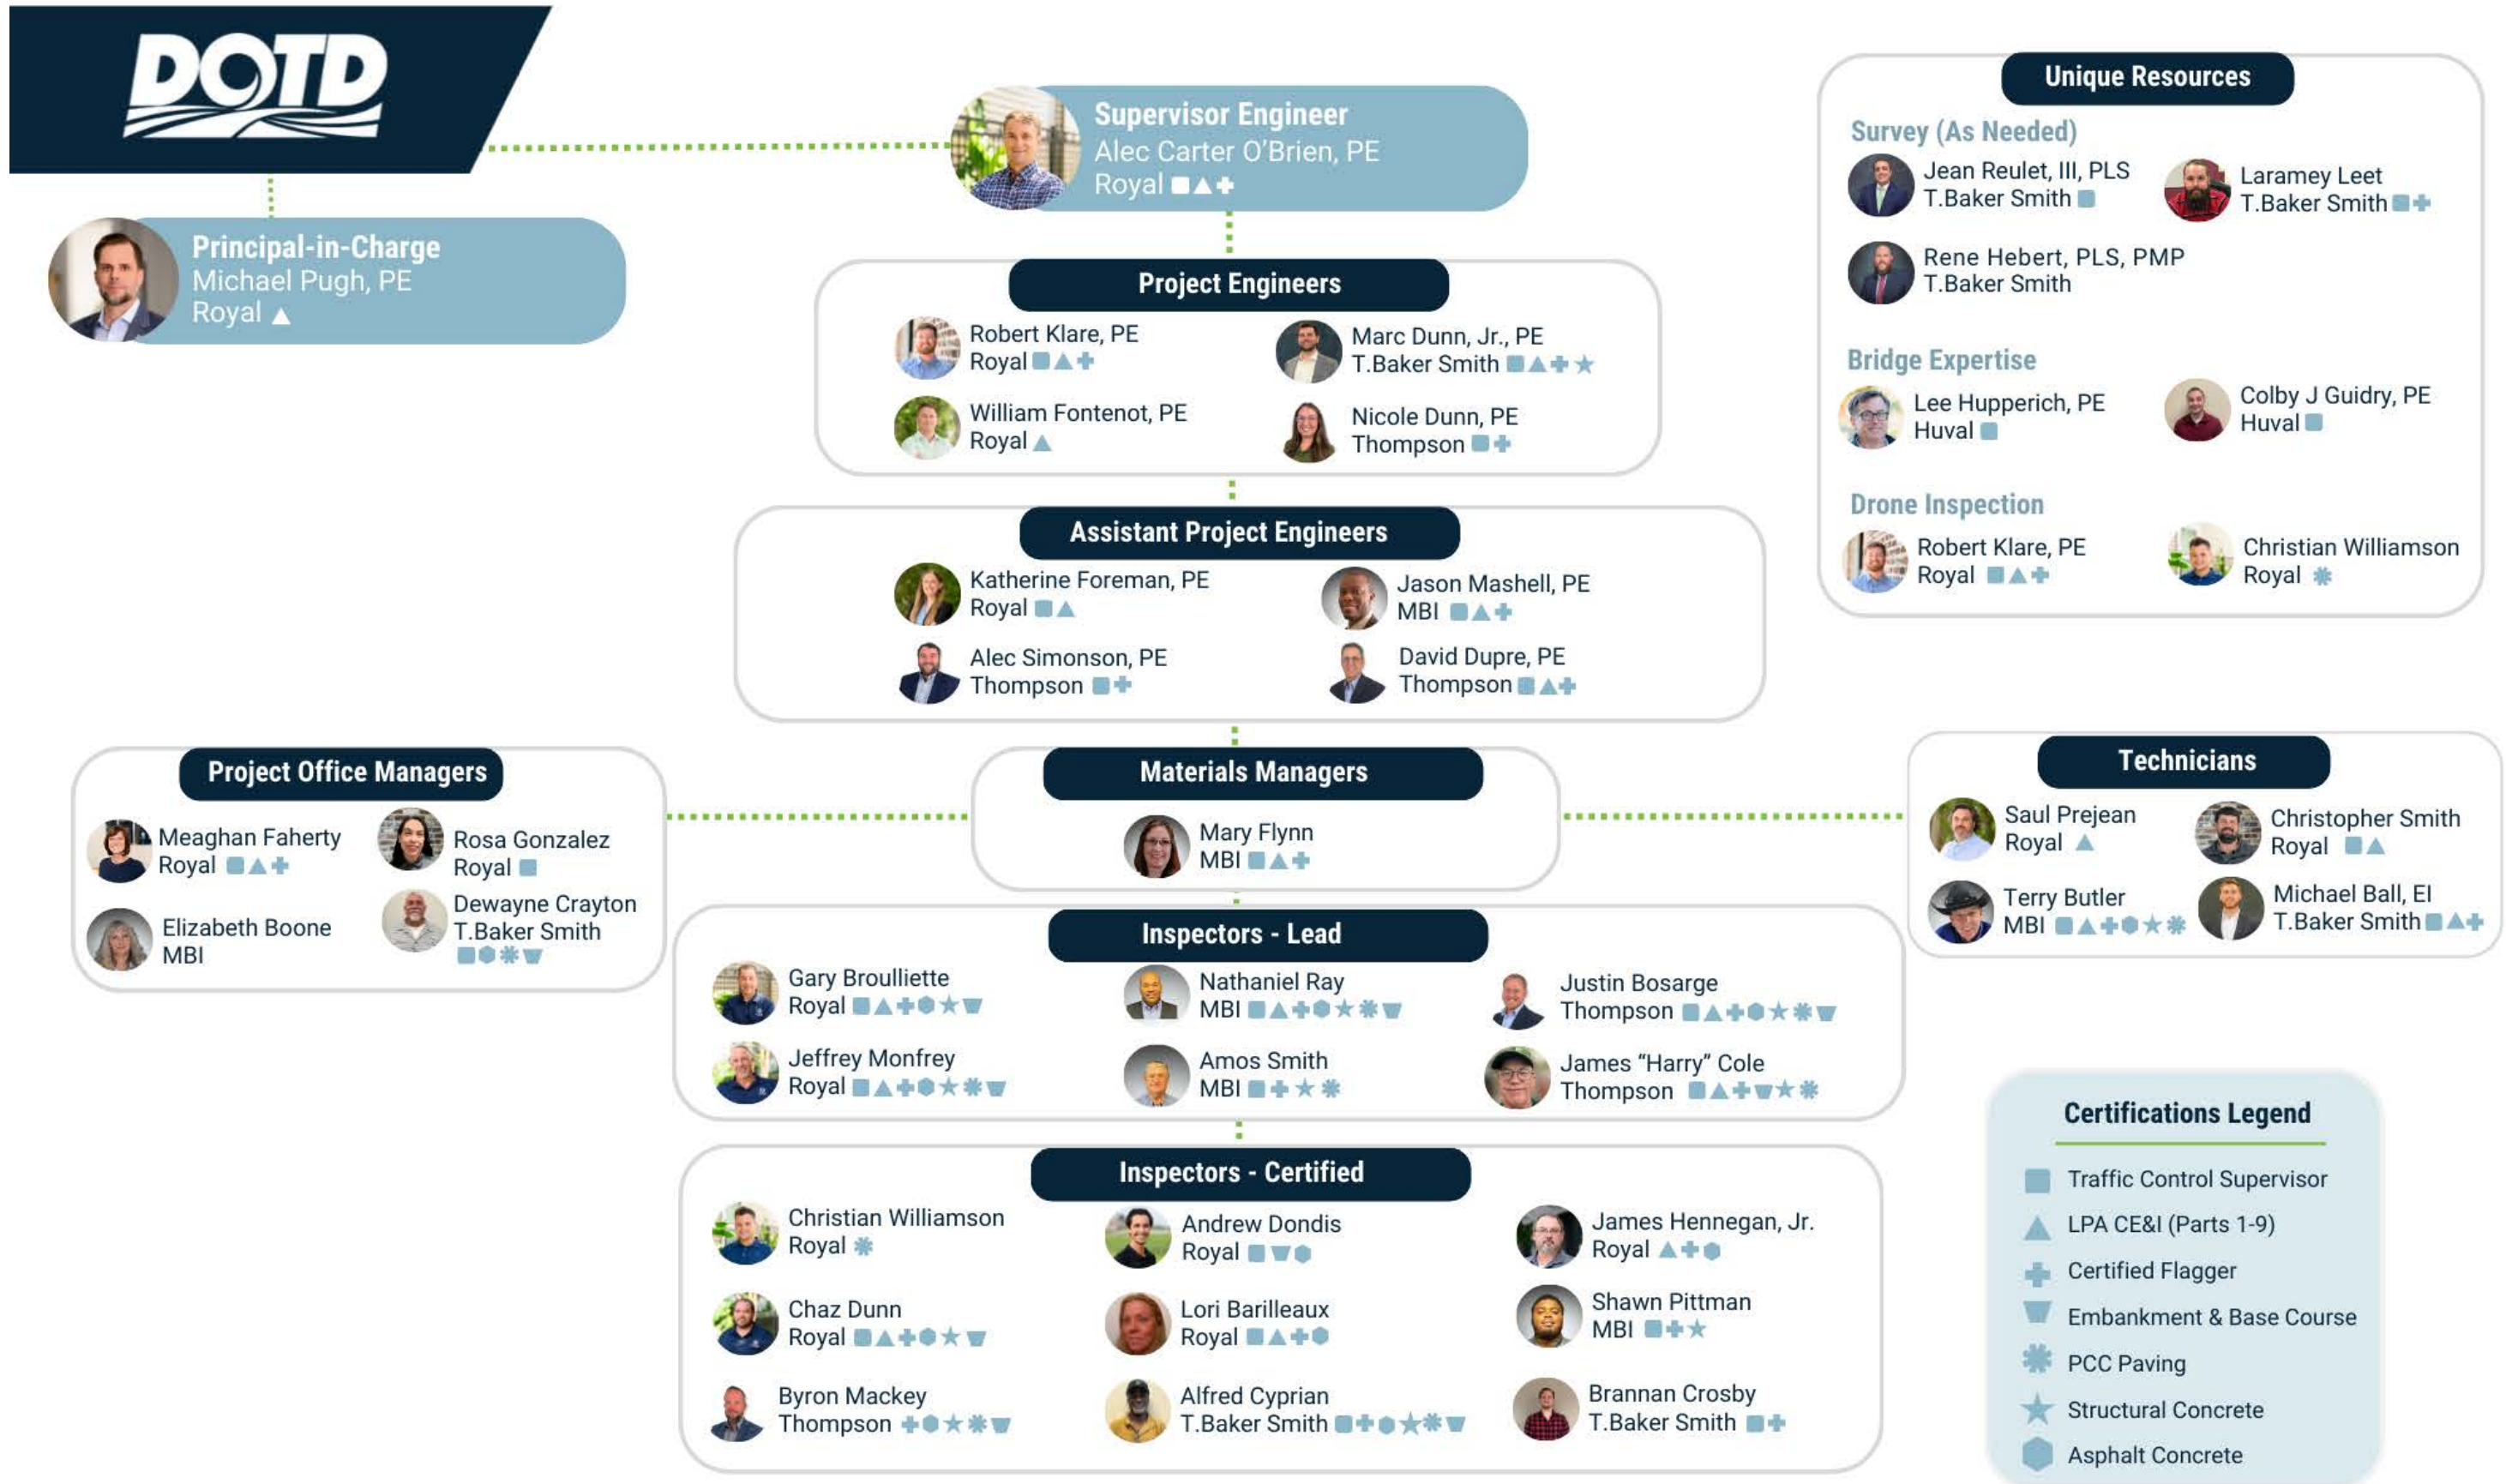 DOTD
Supervisor Engineer
Alec Carter O'Brien, PE
Royal
Principal-in-Charge
Michael Pugh, PE
Royal
Project Engineers
Robert Klare, PE
Royal
Marc Dunn, Jr., PE
T.Baker Smith
William Fontenot, PE
Royal
Nicole Dunn, PE
Thompson
Assistant Project Engineers
Katherine Foreman, PE
Royal
Jason Mashell, PE
MBI
Alec Simonson, PE
Thompson
David Dupre, PE
Thompson
Unique Resources
Survey (As Needed)
Jean Reulet, III, PLS
T.Baker Smith
Laramey Leet
T.Baker Smith
Rene Hebert, PLS, PMP
T.Baker Smith
Bridge Expertise
Lee Hupperich, PE
Huval
Colby J Guidry, PE
Huval
Drone Inspection
Robert Klare, PE
Royal
Christian Williamson
Royal
Project Office Managers
Meaghan Faherty
Royal
Rosa Gonzalez
Royal
Elizabeth Boone
MBI
Dewayne Crayton
T.Baker Smith
Materials Managers
Mary Flynn
MBI
Technicians
Saul Prejean
Royal
Christopher Smith
Royal
Terry Butler
MBI
Michael Ball, EI
T.Baker Smith
Inspectors - Lead
Gary Broulliette
Royal
Nathaniel Ray
MBI
Justin Bosarge
Thompson
Jeffrey Monfrey
Royal
Amos Smith
MBI
James “Harry” Cole
Thompson
Inspectors - Certified
Christian Williamson
Royal
Andrew Dondis
Royal
James Hennegan, Jr.
Royal
Chaz Dunn
Royal
Lori Barilleaux
Royal
Shawn Pittman
MBI
Byron Mackey
Thompson
Alfred Cyprian
T.Baker Smith
Brannan Crosby
T.Baker Smith
Certifications Legend
Traffic Control Supervisor
LPA CE&I (Parts 1-9)
Certified Flagger
Embankment & Base Course
PCC Paving
Structural Concrete
Asphalt Concrete